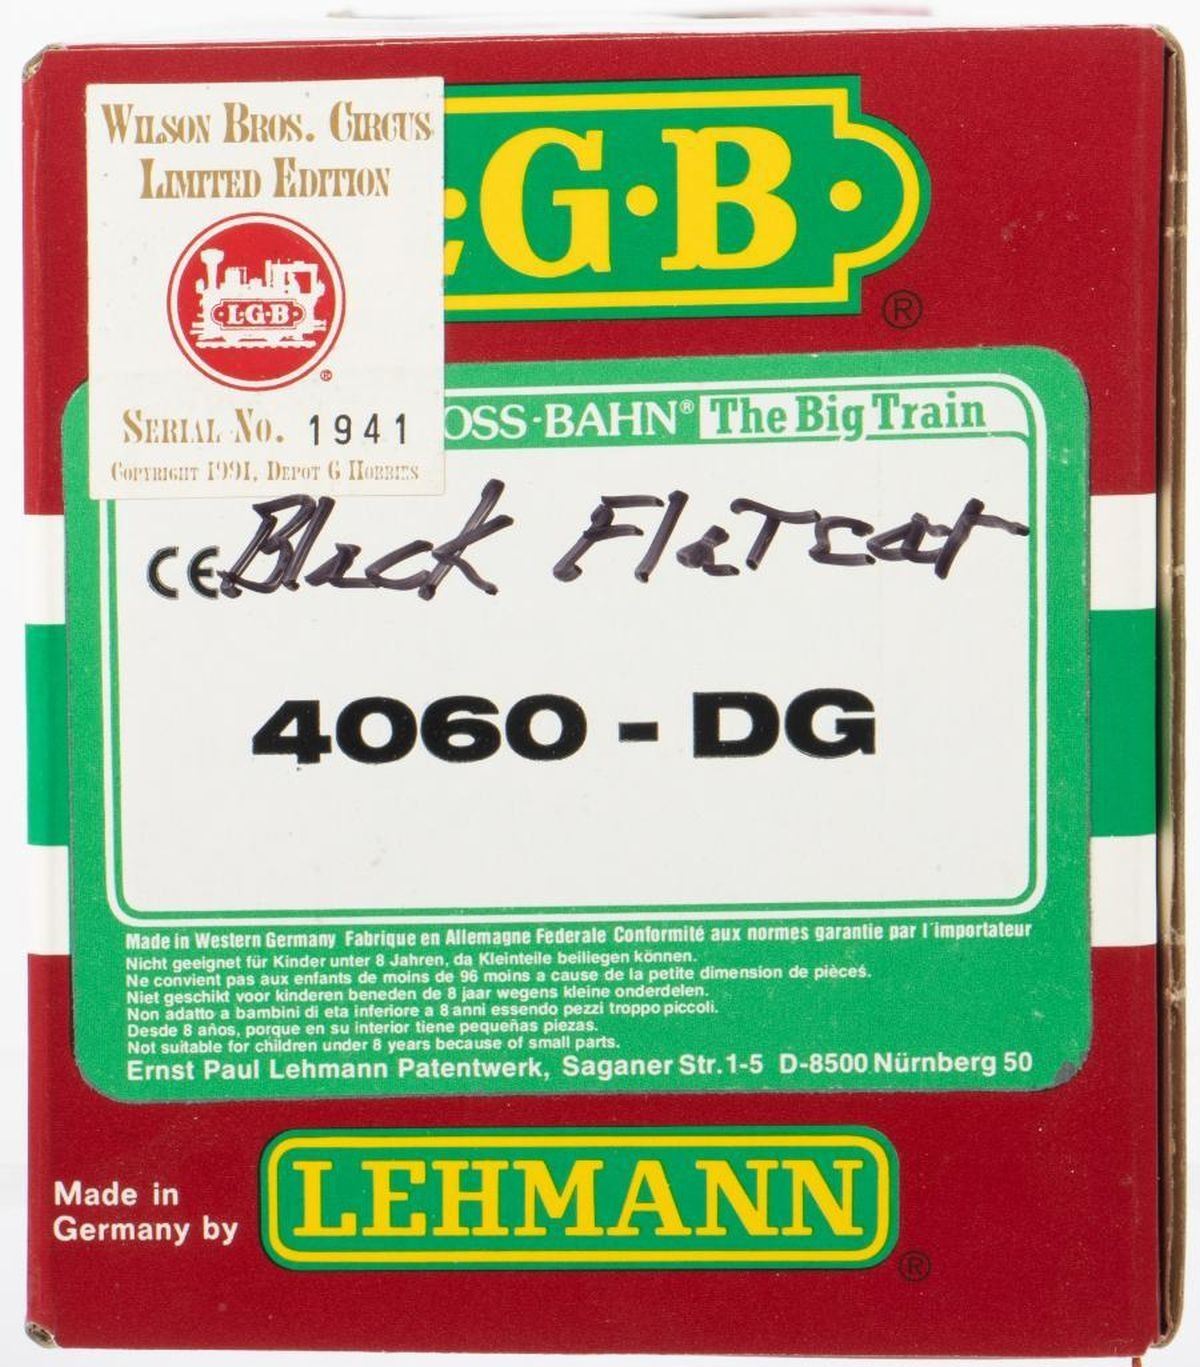 WILSON BROS. CIRCUS
LIMITED EDITION
L·G·B
®
SERIAL NO. 1941
COPYRIGHT 1991, DEPOT G HOBBIES
·G·B·
®
OSS-BAHN® The Big Train
CE Black Flatcar
4060 - DG
Made in Western Germany Fabrique en Allemagne Federale Conformité aux normes garantie par l'importateur
Nicht geeignet für Kinder unter 8 Jahren, da Kleinteile beiliegen können.
Ne convient pas aux enfants de moins de 96 moins a cause de la petite dimension de pièces.
Niet geschikt voor kinderen beneden de 8 jaar wegens kleine onderdelen.
Non adatto a bambini di eta inferiore a 8 anni essendo pezzi troppo piccoli.
Desde 8 años, porque en su interior tiene pequeñas piezas.
Not suitable for children under 8 years because of small parts.
Ernst Paul Lehmann Patentwerk, Saganer Str. 1-5 D-8500 Nürnberg 50
Made in
Germany by
LEHMANN
®